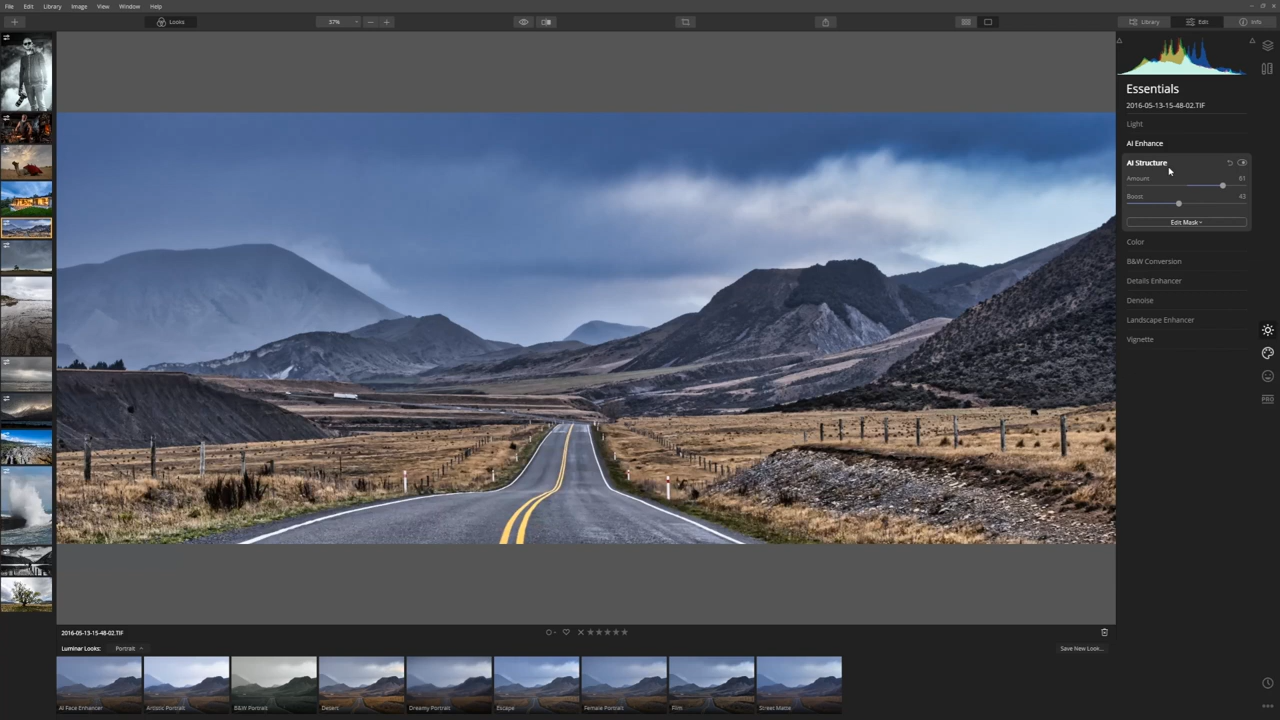 File Edit Library Image View Window Help
Looks 57% Library Edit Info
Essentials
2016-05-13-15-48-02.TIF
Light
AI Enhance
AI Structure
Amount 61
Boost 43
Edit Mask
Color
B&W Conversion
Details Enhancer
Denoise
Landscape Enhancer
Vignette
PRO
2016-05-13-15-48-02.TIF
Luminar Looks: Portrait Save New Look...
AI Face Enhancer Artistic Portrait B&W Portrait Desert Dreamy Portrait Escape Female Portrait Film Street Matte